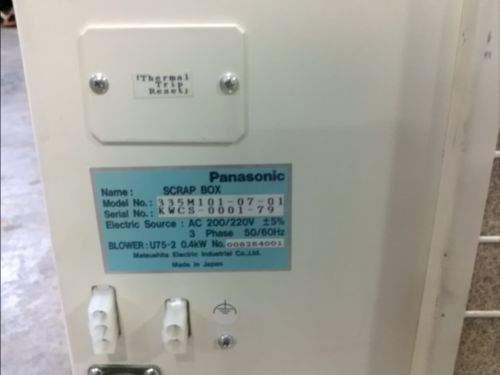 "Thermal
Trip
Reset"
Panasonic
Name: SCRAP BOX
Model No.: 335M101-07-01
Serial No.: KWCS-0001-79
Electric Source: AC 200/220V ±5%
3 Phase 50/60Hz
BLOWER: U75-2 0.4kW No. 008264001
Matsushita Electric Industrial Co.,Ltd.
Made in Japan